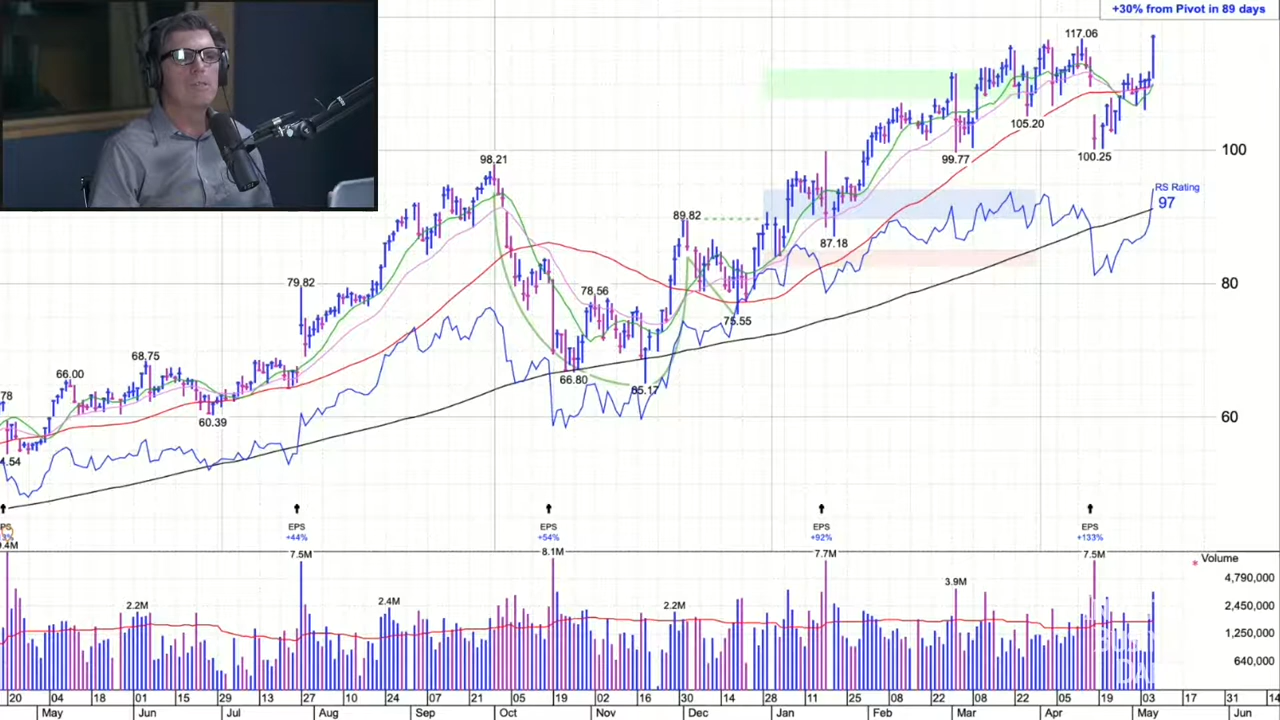 +30% from Pivot in 89 days
117.06
105.20
100.25
99.77
100
98.21
RS Rating
97
89.82
87.18
79.82
80
78.56
75.55
68.75
66.00
66.80
65.17
60.39
60
78
.54
EPS
+44%
EPS
+54%
EPS
+92%
EPS
+133%
7.5M
8.1M
7.7M
7.5M
Volume
4,790,000
3.9M
2.2M
2.4M
2.2M
2,450,000
1,250,000
640,000
20 04 18 01 15 29 13 27 10 24 07 21 05 19 02 16 30 14 28 11 25 08 22 08 22 05 19 03 17 31 14
May Jun Jul Aug Sep Oct Nov Dec Jan Feb Mar Apr May Jun